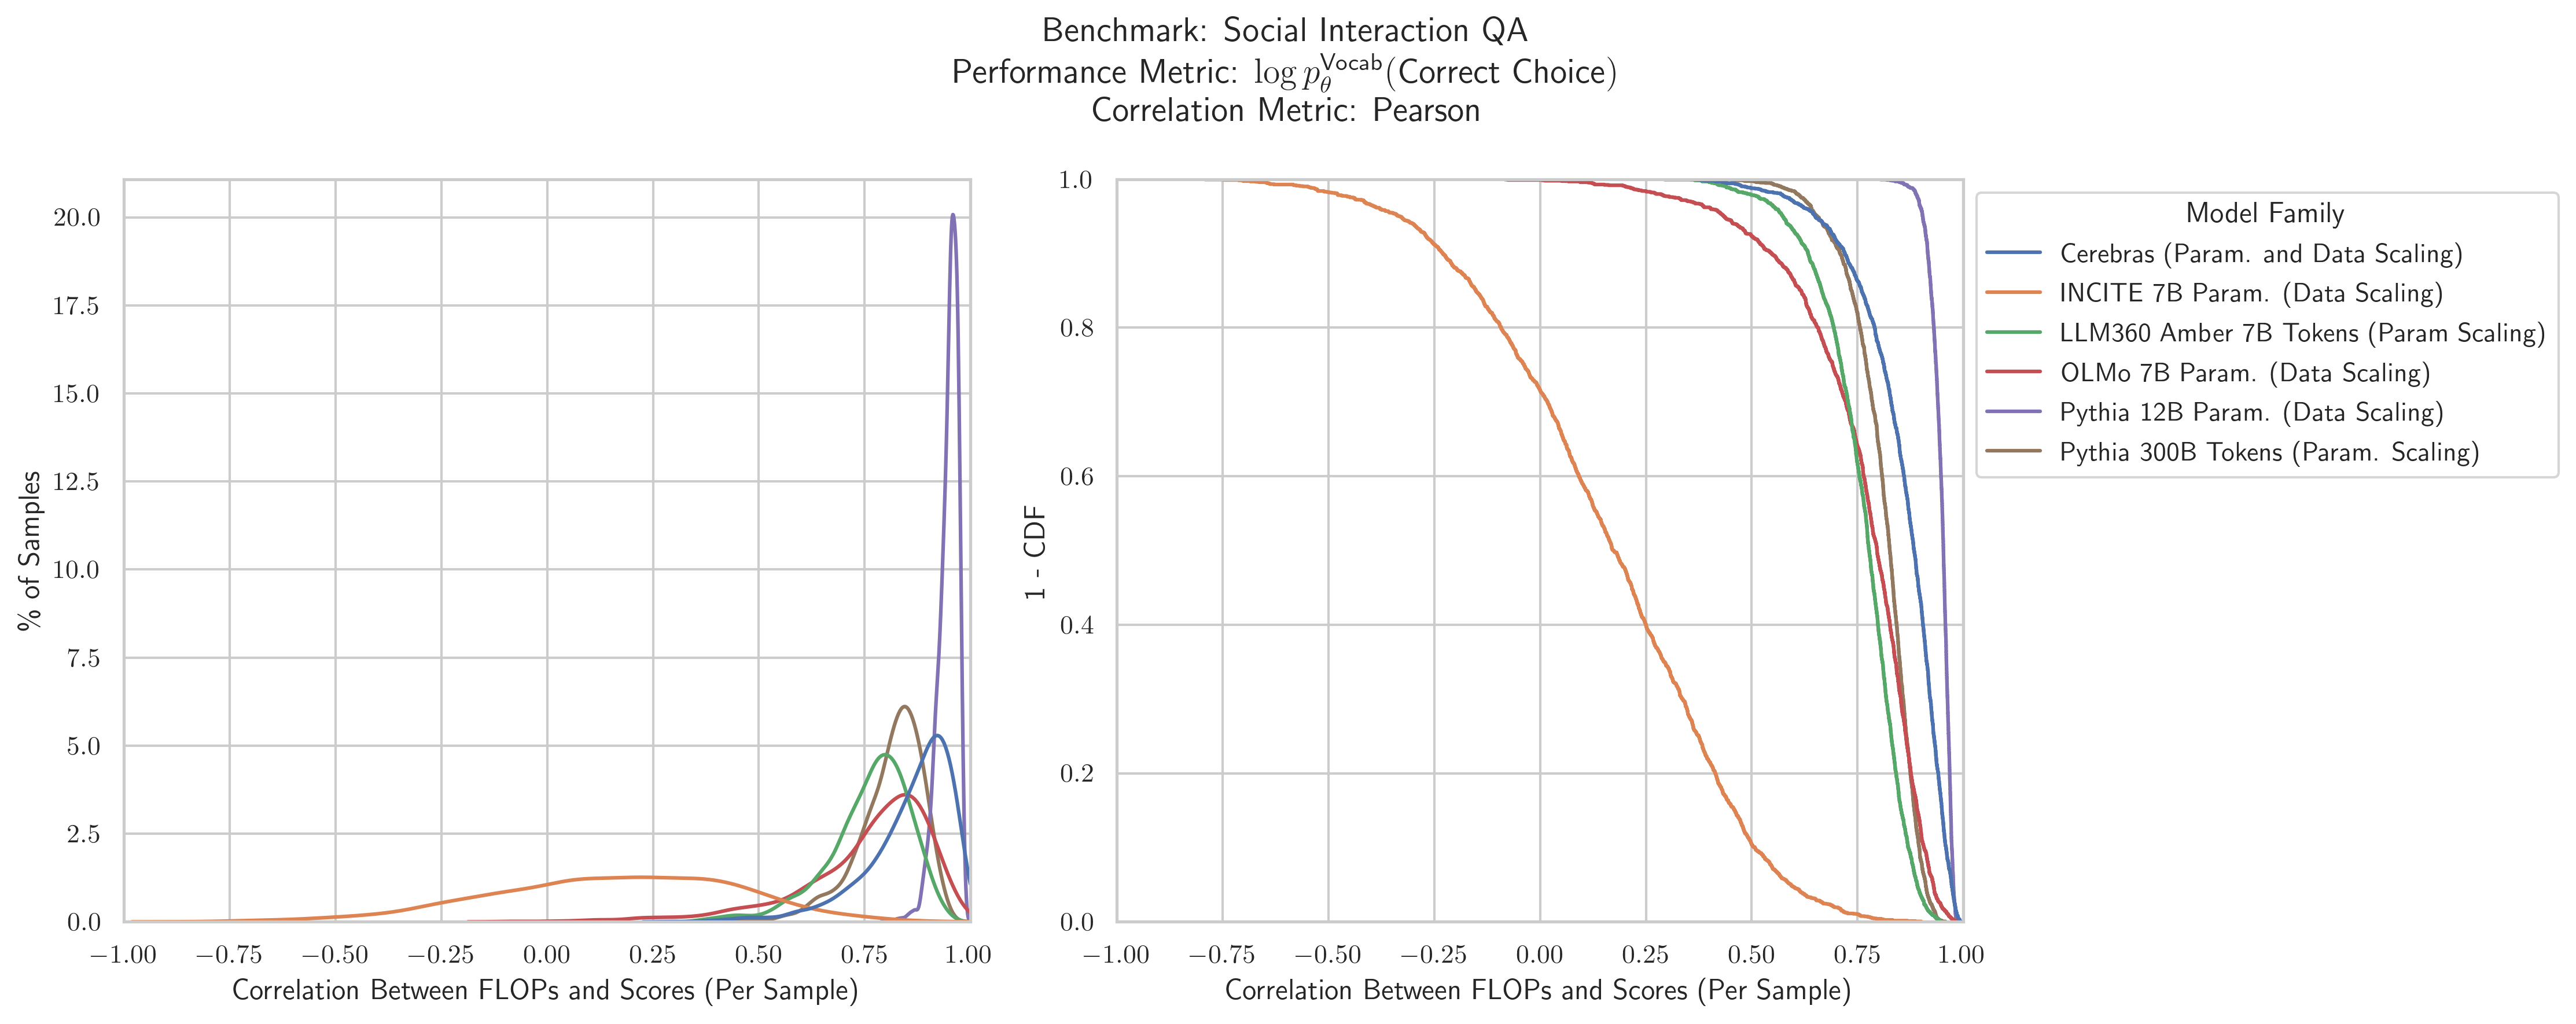 Benchmark: Social Interaction QA
Performance Metric: log p_θ^Vocab(Correct Choice)
Correlation Metric: Pearson
% of Samples
20.0
17.5
15.0
12.5
10.0
7.5
5.0
2.5
0.0
−1.00 −0.75 −0.50 −0.25 0.00 0.25 0.50 0.75 1.00
Correlation Between FLOPs and Scores (Per Sample)
1 - CDF
1.0
0.8
0.6
0.4
0.2
0.0
−1.00 −0.75 −0.50 −0.25 0.00 0.25 0.50 0.75 1.00
Correlation Between FLOPs and Scores (Per Sample)
Model Family
Cerebras (Param. and Data Scaling)
INCITE 7B Param. (Data Scaling)
LLM360 Amber 7B Tokens (Param Scaling)
OLMo 7B Param. (Data Scaling)
Pythia 12B Param. (Data Scaling)
Pythia 300B Tokens (Param. Scaling)